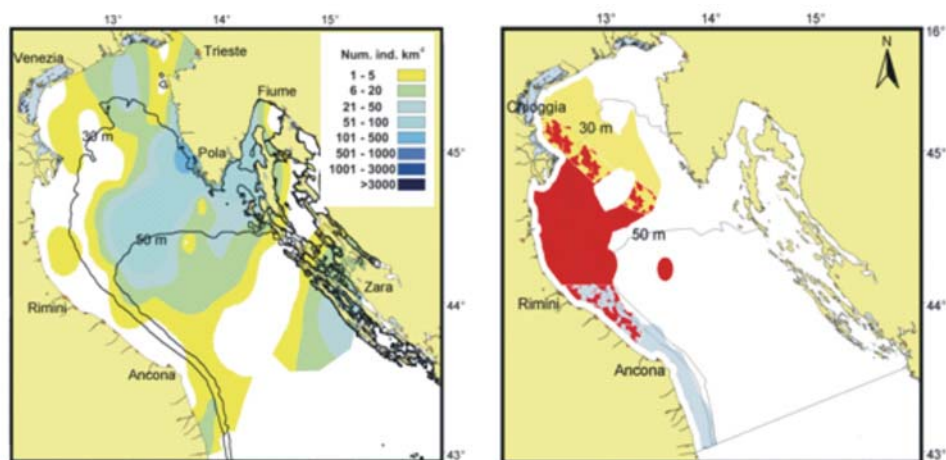 13° 14° 15°
Venezia
Trieste
Num. ind. km²
1 - 5
6 - 20
21 - 50
51 - 100
101 - 500
501 - 1000
1001 - 3000
>3000
Fiume
30 m
Pola
45°
50 m
Zara
Rimini
44°
Ancona
43°
13° 14° 15° 16°
N
Chioggia
30 m
45°
50 m
Rimini
44°
Ancona
43°